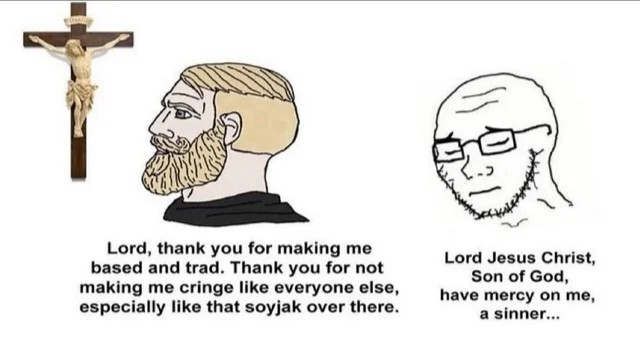 Lord, thank you for making me
based and trad. Thank you for not
making me cringe like everyone else,
especially like that soyjak over there.
Lord Jesus Christ,
Son of God,
have mercy on me,
a sinner...